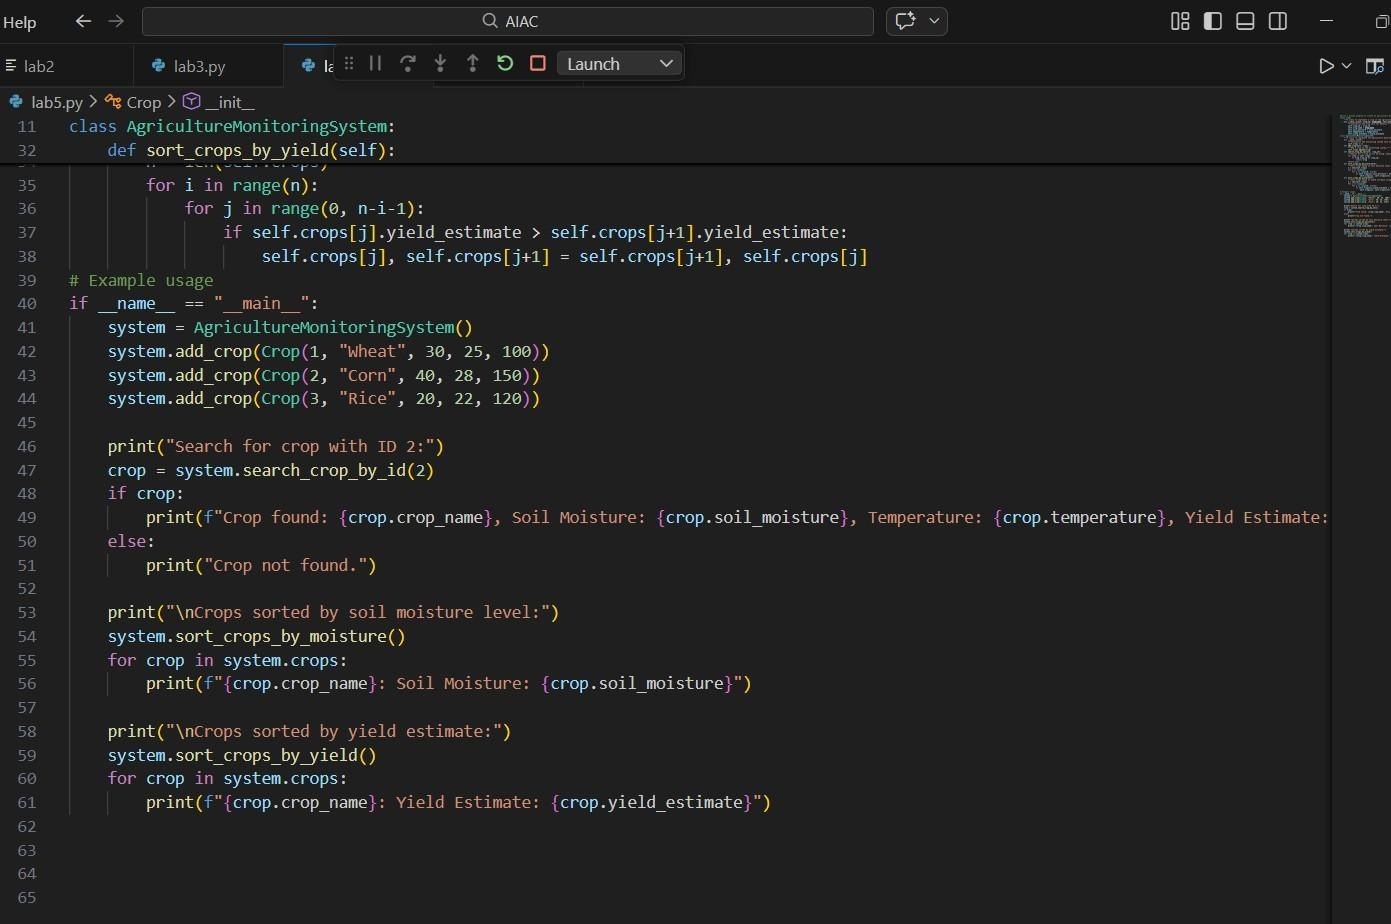 Help AIAC
lab2 lab3.py Launch
lab5.py > Crop > __init__
11 class AgricultureMonitoringSystem:
32     def sort_crops_by_yield(self):
35         for i in range(n):
36             for j in range(0, n-i-1):
37                 if self.crops[j].yield_estimate > self.crops[j+1].yield_estimate:
38                     self.crops[j], self.crops[j+1] = self.crops[j+1], self.crops[j]
39 # Example usage
40 if __name__ == "__main__":
41     system = AgricultureMonitoringSystem()
42     system.add_crop(Crop(1, "Wheat", 30, 25, 100))
43     system.add_crop(Crop(2, "Corn", 40, 28, 150))
44     system.add_crop(Crop(3, "Rice", 20, 22, 120))
45
46     print("Search for crop with ID 2:")
47     crop = system.search_crop_by_id(2)
48     if crop:
49         print(f"Crop found: {crop.crop_name}, Soil Moisture: {crop.soil_moisture}, Temperature: {crop.temperature}, Yield Estimate:
50     else:
51         print("Crop not found.")
52
53     print("\nCrops sorted by soil moisture level:")
54     system.sort_crops_by_moisture()
55     for crop in system.crops:
56         print(f"{crop.crop_name}: Soil Moisture: {crop.soil_moisture}")
57
58     print("\nCrops sorted by yield estimate:")
59     system.sort_crops_by_yield()
60     for crop in system.crops:
61         print(f"{crop.crop_name}: Yield Estimate: {crop.yield_estimate}")
62
63
64
65